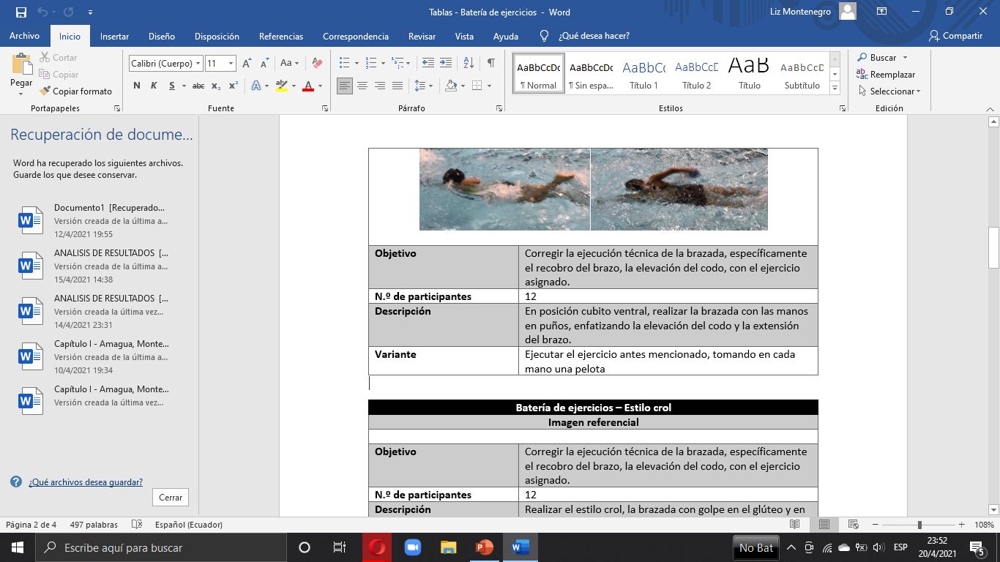 Tablas - Batería de ejercicios - Word
Liz Montenegro
Archivo Inicio Insertar Diseño Disposición Referencias Correspondencia Revisar Vista Ayuda ¿Qué desea hacer? Compartir
Pegar
Cortar
Copiar
Copiar formato
Portapapeles
Calibri (Cuerpo) 11
N K S abc x₂ x²
Fuente
Párrafo
AaBbCcDc AaBbCcDc AaBbCc AaBbCcE AaB AaBbCcD
¶ Normal ¶ Sin espa... Título 1 Título 2 Título Subtítulo
Estilos
Buscar
Reemplazar
Seleccionar
Edición
Recuperación de docume...
Word ha recuperado los siguientes archivos.
Guarde los que desee conservar.
Documento1 [Recuperado...
Versión creada de la última a...
12/4/2021 19:55
ANALISIS DE RESULTADOS [...
Versión creada de la última a...
15/4/2021 14:38
ANALISIS DE RESULTADOS [...
Versión creada la última vez...
14/4/2021 23:31
Capítulo I - Amagua, Monte...
Versión creada de la última a...
10/4/2021 19:34
Capítulo I - Amagua, Monte...
Versión creada la última vez...
¿Qué archivos desea guardar?
Cerrar
Objetivo
Corregir la ejecución técnica de la brazada, específicamente
el recobro del brazo, la elevación del codo, con el ejercicio
asignado.
N.º de participantes
12
Descripción
En posición cubito ventral, realizar la brazada con las manos
en puños, enfatizando la elevación del codo y la extensión
del brazo.
Variante
Ejecutar el ejercicio antes mencionado, tomando en cada
mano una pelota
Batería de ejercicios – Estilo crol
Imagen referencial
Objetivo
Corregir la ejecución técnica de la brazada, específicamente
el recobro del brazo, la elevación del codo, con el ejercicio
asignado.
N.º de participantes
12
Descripción
Realizar el estilo crol, la brazada con golpe en el glúteo y en
Página 2 de 4 497 palabras Español (Ecuador) 108%
Escribe aquí para buscar
No Bat
ESP
23:52
20/4/2021
5